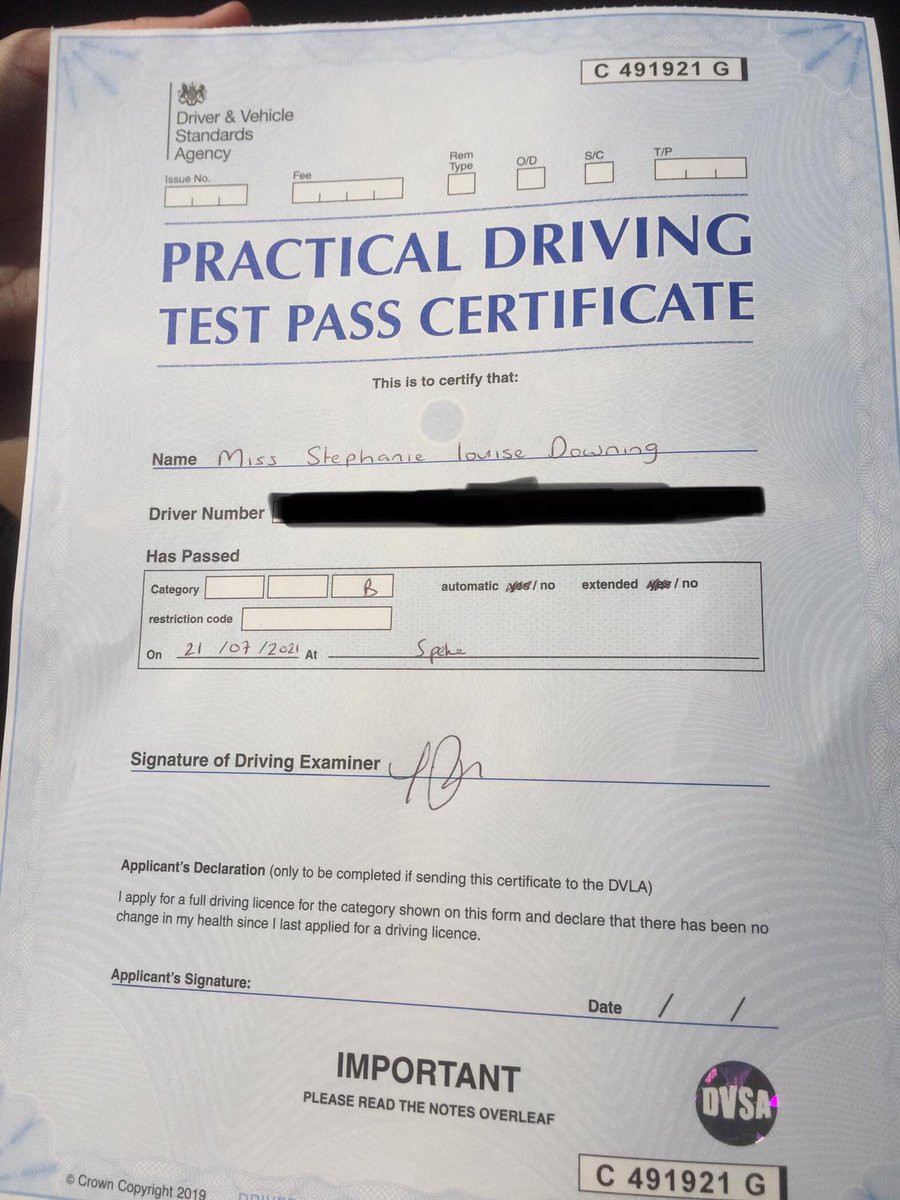 C 491921 G
Driver & Vehicle
Standards
Agency
Issue No.
Fee
Rem
Type
O/D
S/C
T/P
PRACTICAL DRIVING
TEST PASS CERTIFICATE
This is to certify that:
Name Miss Stephanie Louise Downing
Driver Number
Has Passed
Category B automatic yes / no extended yes / no
restriction code
On 21 / 07 / 2021 At Speke
Signature of Driving Examiner
Applicant's Declaration (only to be completed if sending this certificate to the DVLA)
I apply for a full driving licence for the category shown on this form and declare that there has been no
change in my health since I last applied for a driving licence.
Applicant's Signature:
Date / /
IMPORTANT
PLEASE READ THE NOTES OVERLEAF
DVSA
C 491921 G
© Crown Copyright 2019